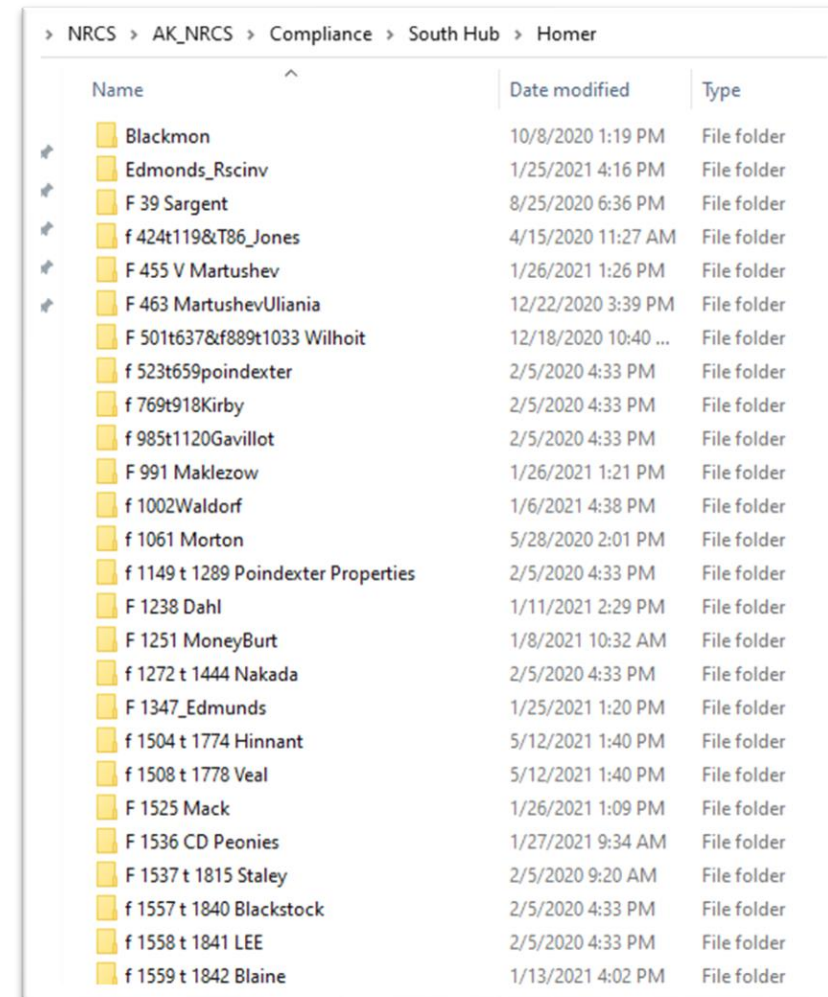 > NRCS > AK_NRCS > Compliance > South Hub > Homer
Name Date modified Type
Blackmon 10/8/2020 1:19 PM File folder
Edmonds_Rscinv 1/25/2021 4:16 PM File folder
F 39 Sargent 8/25/2020 6:36 PM File folder
f 424t119&T86_Jones 4/15/2020 11:27 AM File folder
F 455 V Martushev 1/26/2021 1:26 PM File folder
F 463 MartushevUliania 12/22/2020 3:39 PM File folder
F 501t637&f889t1033 Wilhoit 12/18/2020 10:40 ... File folder
f 523t659poindexter 2/5/2020 4:33 PM File folder
f 769t918Kirby 2/5/2020 4:33 PM File folder
f 985t1120Gavillot 2/5/2020 4:33 PM File folder
F 991 Maklezow 1/26/2021 1:21 PM File folder
f 1002Waldorf 1/6/2021 4:38 PM File folder
f 1061 Morton 5/28/2020 2:01 PM File folder
f 1149 t 1289 Poindexter Properties 2/5/2020 4:33 PM File folder
F 1238 Dahl 1/11/2021 2:29 PM File folder
F 1251 MoneyBurt 1/8/2021 10:32 AM File folder
f 1272 t 1444 Nakada 2/5/2020 4:33 PM File folder
F 1347_Edmunds 1/25/2021 1:20 PM File folder
f 1504 t 1774 Hinnant 5/12/2021 1:40 PM File folder
f 1508 t 1778 Veal 5/12/2021 1:40 PM File folder
F 1525 Mack 1/26/2021 1:09 PM File folder
F 1536 CD Peonies 1/27/2021 9:34 AM File folder
F 1537 t 1815 Staley 2/5/2020 9:20 AM File folder
f 1557 t 1840 Blackstock 2/5/2020 4:33 PM File folder
f 1558 t 1841 LEE 2/5/2020 4:33 PM File folder
f 1559 t 1842 Blaine 1/13/2021 4:02 PM File folder